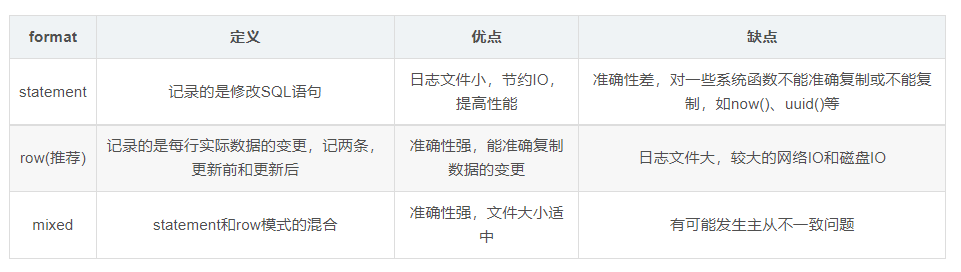 format 定义 优点 缺点
statement 记录的是修改SQL语句 日志文件小，节约IO，提高性能 准确性差，对一些系统函数不能准确复制或不能复制，如now()、uuid()等
row(推荐) 记录的是每行实际数据的变更，记两条，更新前和更新后 准确性强，能准确复制数据的变更 日志文件大，较大的网络IO和磁盘IO
mixed statement和row模式的混合 准确性强，文件大小适中 有可能发生主从不一致问题